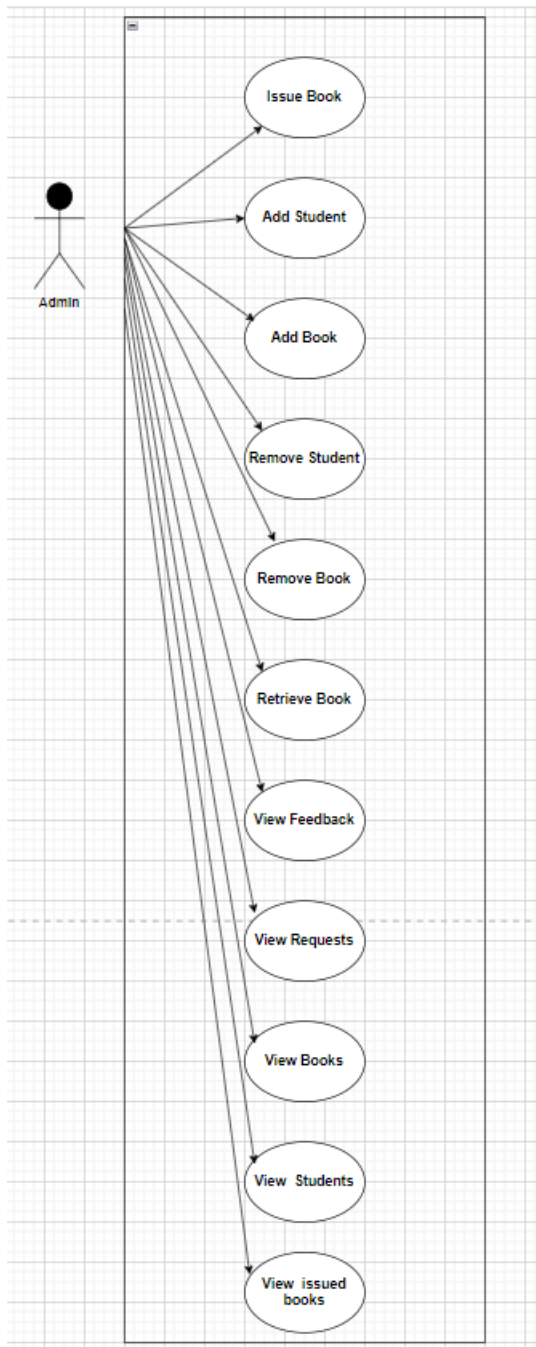 Issue Book
Add Student
Admin
Add Book
Remove Student
Remove Book
Retrieve Book
View Feedback
View Requests
View Books
View Students
View issued
books